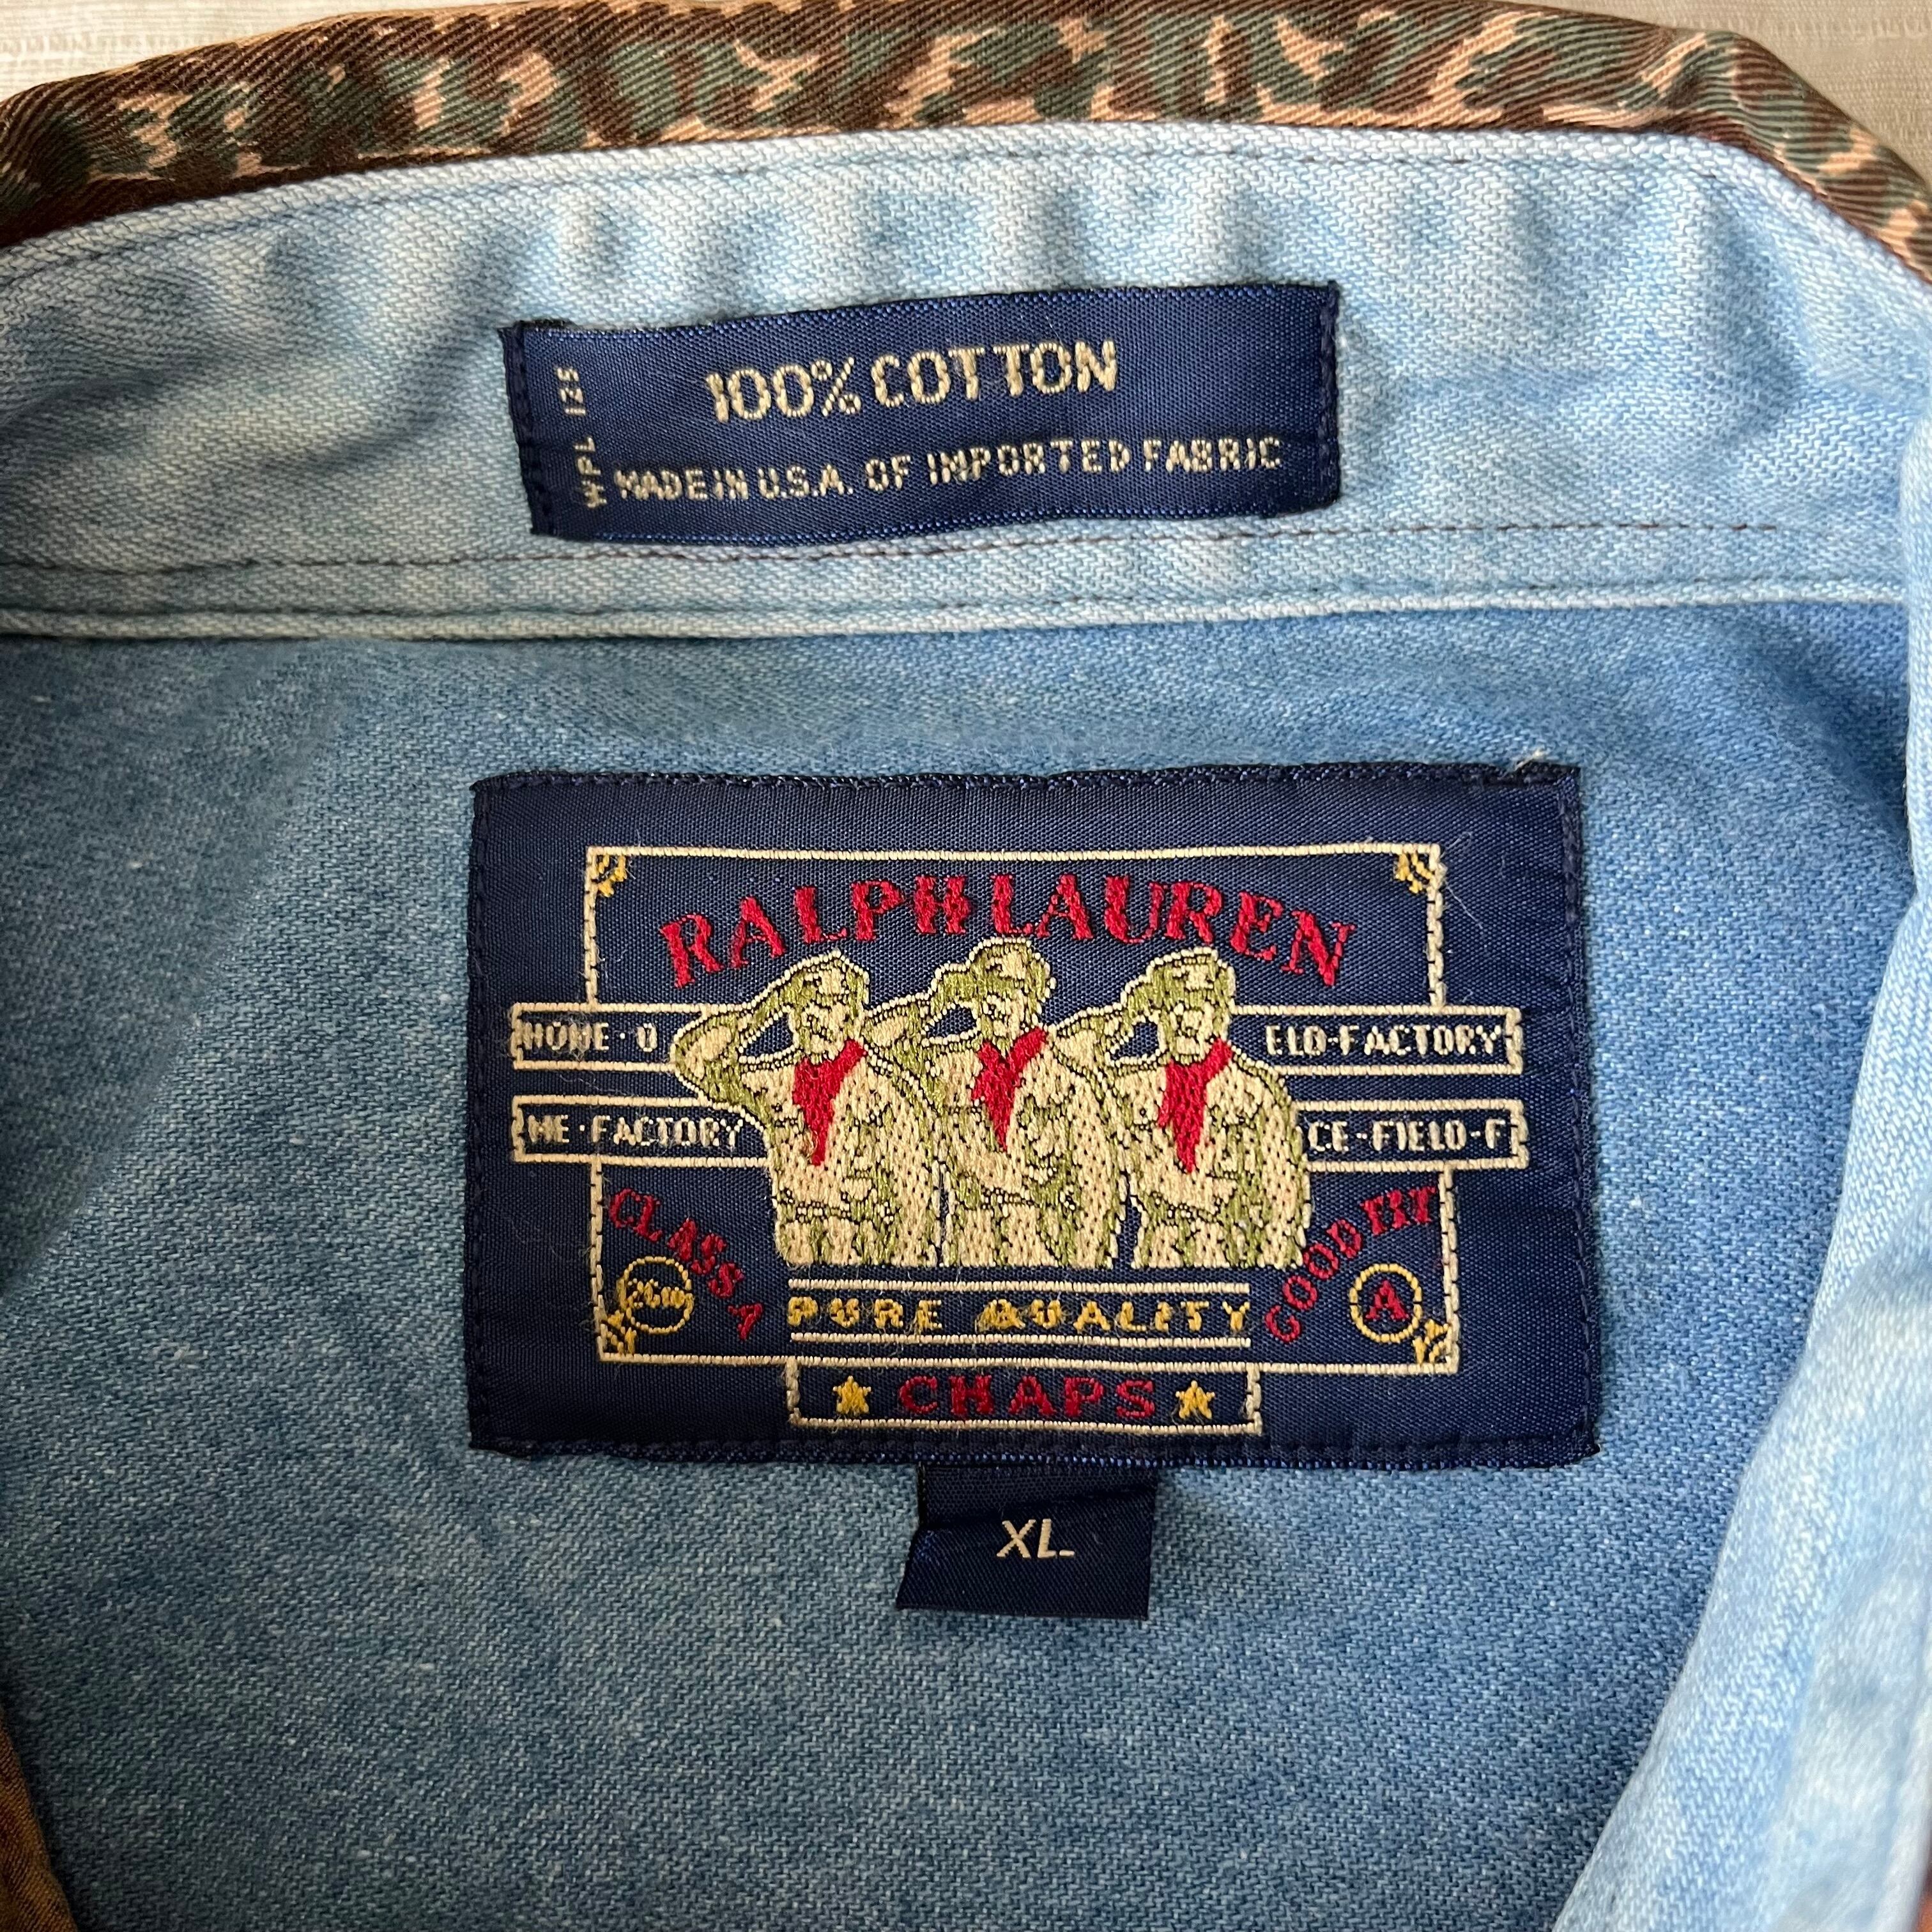 100% COTTON
WPL 125
MADE IN U.S.A. OF IMPORTED FABRIC
RALPH LAUREN
HOME · O
ELD-FACTORY
ME · FACTORY
CE-FIELD-F
CLASS A
GOOD FIT
A
PURE QUALITY
CHAPS
XL